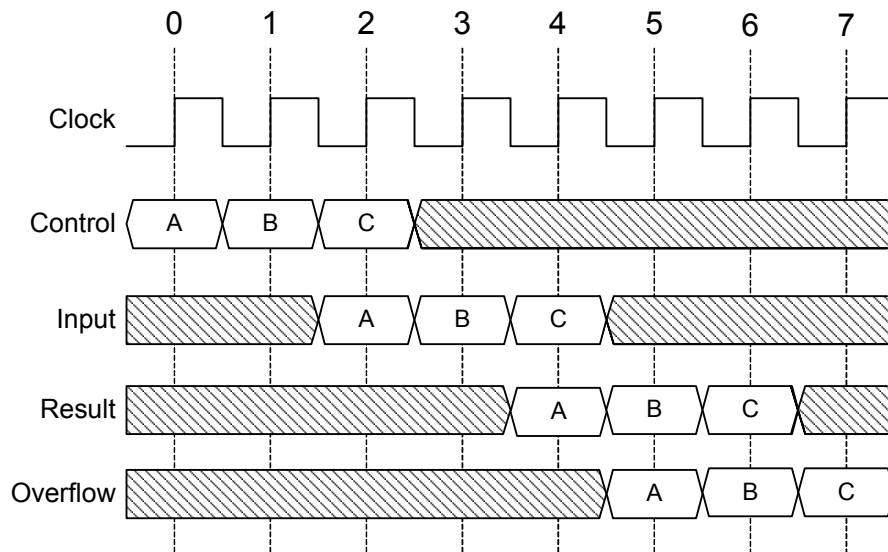 0 1 2 3 4 5 6 7
Clock
Control A B C
Input A B C
Result A B C
Overflow A B C